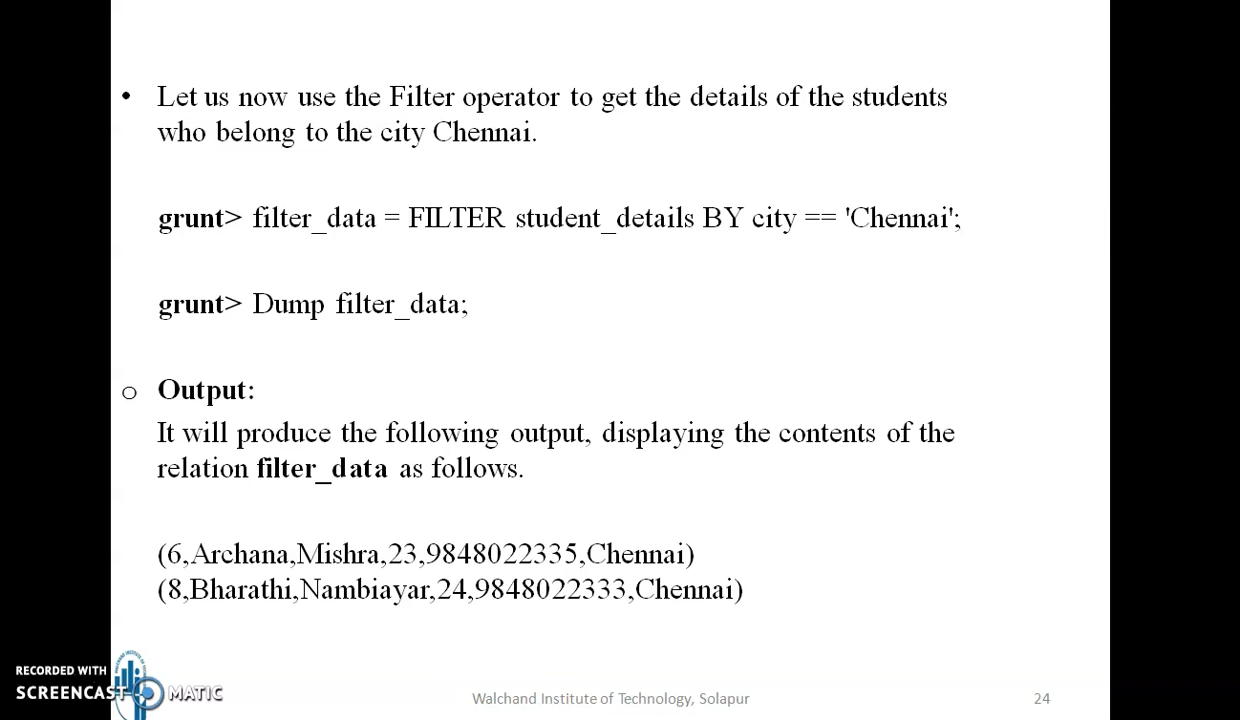 • Let us now use the Filter operator to get the details of the students
who belong to the city Chennai.
grunt> filter_data = FILTER student_details BY city == 'Chennai';
grunt> Dump filter_data;
o Output:
It will produce the following output, displaying the contents of the
relation filter_data as follows.
(6,Archana,Mishra,23,9848022335,Chennai)
(8,Bharathi,Nambiayar,24,9848022333,Chennai)
RECORDED WITH
SCREENCAST MATIC
Walchand Institute of Technology, Solapur
24